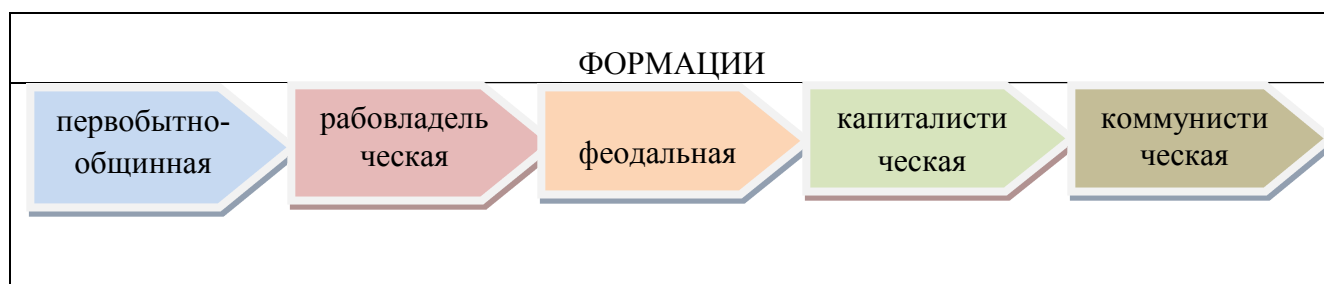 ФОРМАЦИИ
первобытно-
общинная
рабовладель
ческая
феодальная
капиталисти
ческая
коммунисти
ческая